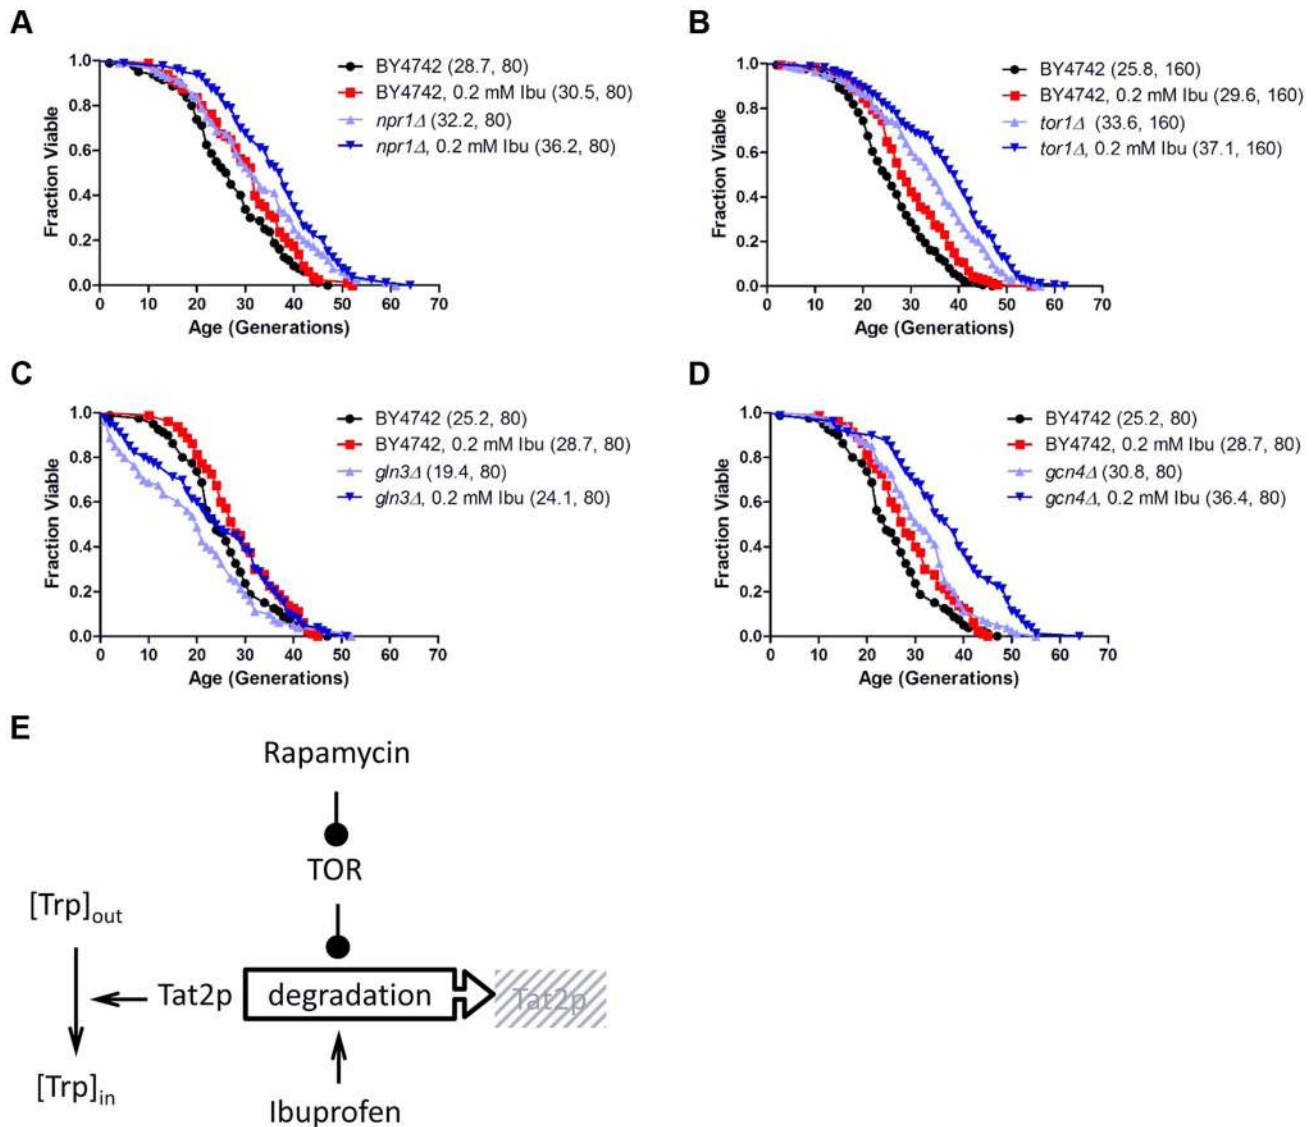 A
1.0
0.8
0.6
0.4
0.2
0.0
Fraction Viable
0 10 20 30 40 50 60 70
Age (Generations)
BY4742 (28.7, 80)
BY4742, 0.2 mM Ibu (30.5, 80)
npr1Δ (32.2, 80)
npr1Δ, 0.2 mM Ibu (36.2, 80)
B
1.0
0.8
0.6
0.4
0.2
0.0
Fraction Viable
0 10 20 30 40 50 60 70
Age (Generations)
BY4742 (25.8, 160)
BY4742, 0.2 mM Ibu (29.6, 160)
tor1Δ (33.6, 160)
tor1Δ, 0.2 mM Ibu (37.1, 160)
C
1.0
0.8
0.6
0.4
0.2
0.0
Fraction Viable
0 10 20 30 40 50 60 70
Age (Generations)
BY4742 (25.2, 80)
BY4742, 0.2 mM Ibu (28.7, 80)
gln3Δ (19.4, 80)
gln3Δ, 0.2 mM Ibu (24.1, 80)
D
1.0
0.8
0.6
0.4
0.2
0.0
Fraction Viable
0 10 20 30 40 50 60 70
Age (Generations)
BY4742 (25.2, 80)
BY4742, 0.2 mM Ibu (28.7, 80)
gcn4Δ (30.8, 80)
gcn4Δ, 0.2 mM Ibu (36.4, 80)
E
Rapamycin
TOR
[Trp]out
Tat2p degradation Tat2p
[Trp]in
Ibuprofen